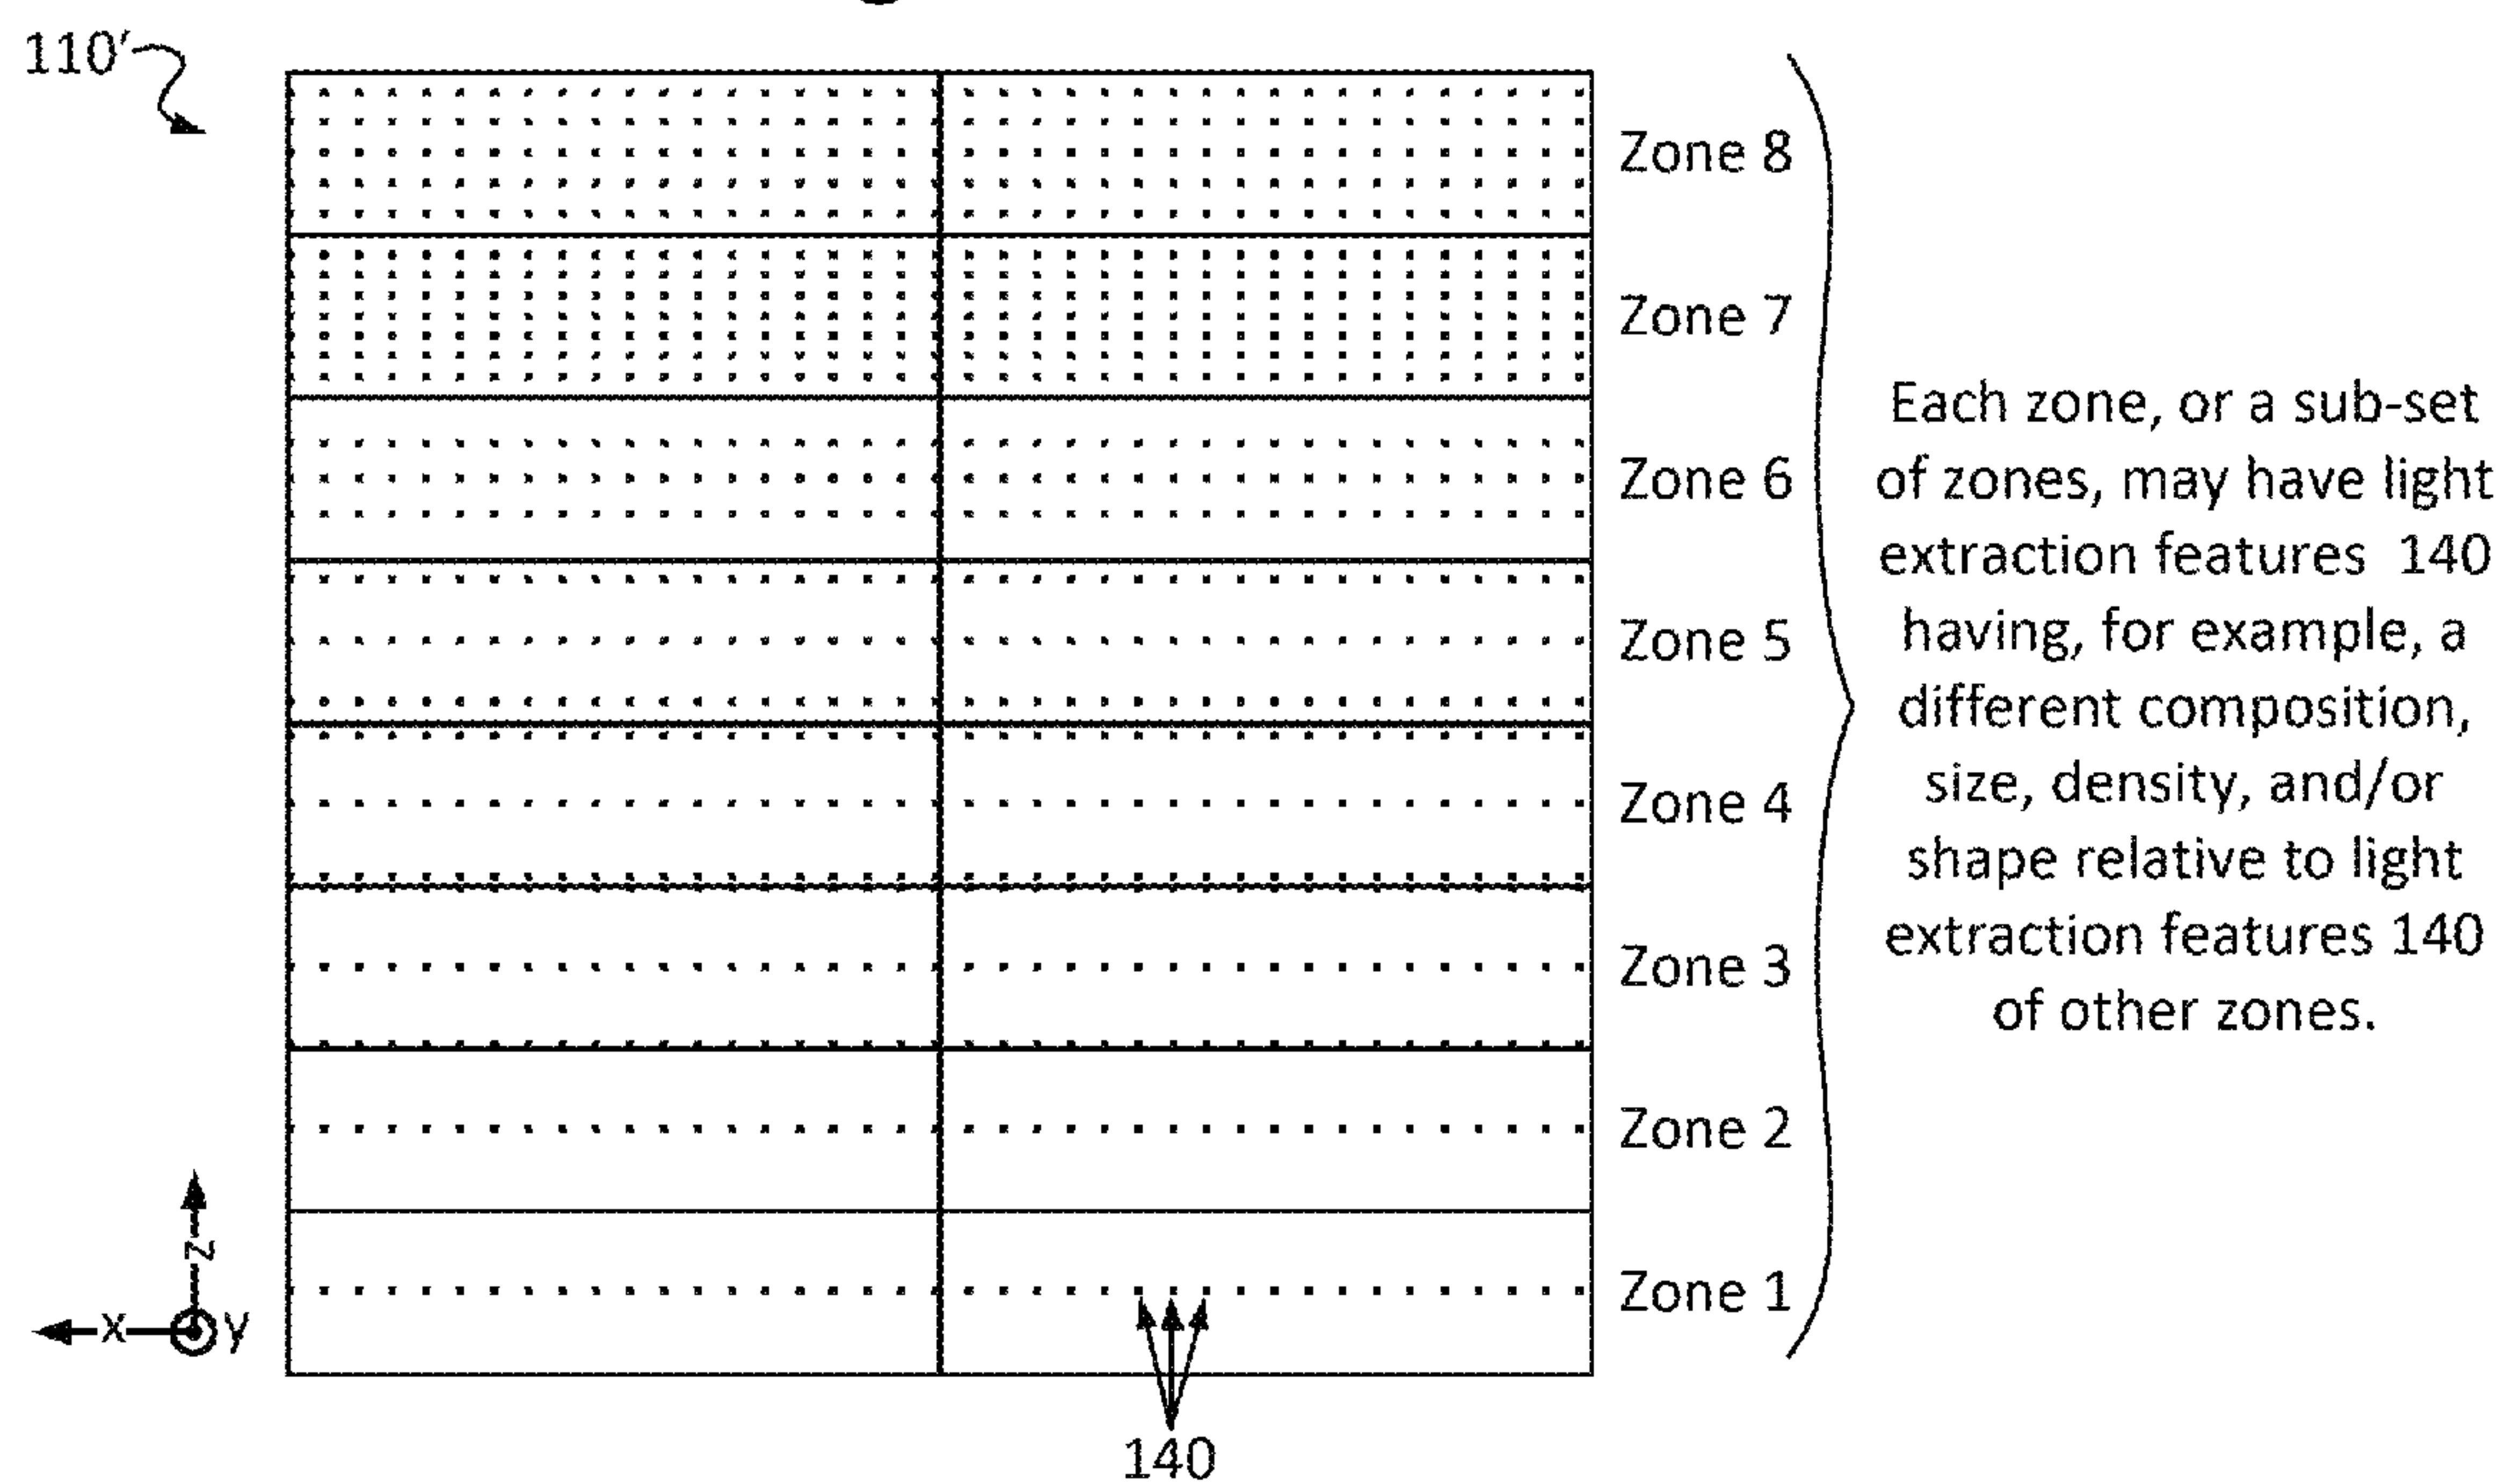 110′
Zone 8
Zone 7
Zone 6
Zone 5
Zone 4
Zone 3
Zone 2
Zone 1
Each zone, or a sub-set
of zones, may have light
extraction features 140
having, for example, a
different composition,
size, density, and/or
shape relative to light
extraction features 140
of other zones.
z
x
y
140